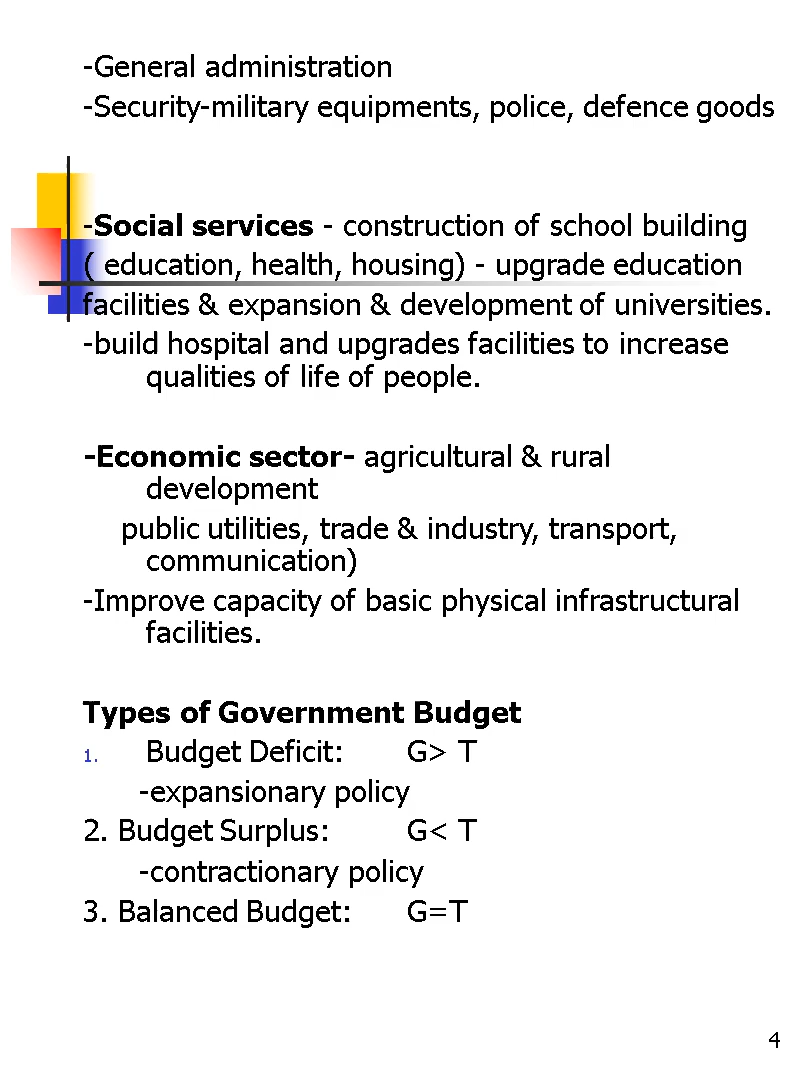 -General administration
-Security-military equipments, police, defence goods
-Social services - construction of school building
( education, health, housing) - upgrade education
facilities & expansion & development of universities.
-build hospital and upgrades facilities to increase
qualities of life of people.
-Economic sector- agricultural & rural
development
public utilities, trade & industry, transport,
communication)
-Improve capacity of basic physical infrastructural
facilities.
Types of Government Budget
1. Budget Deficit: G> T
-expansionary policy
2. Budget Surplus: G< T
-contractionary policy
3. Balanced Budget: G=T
4